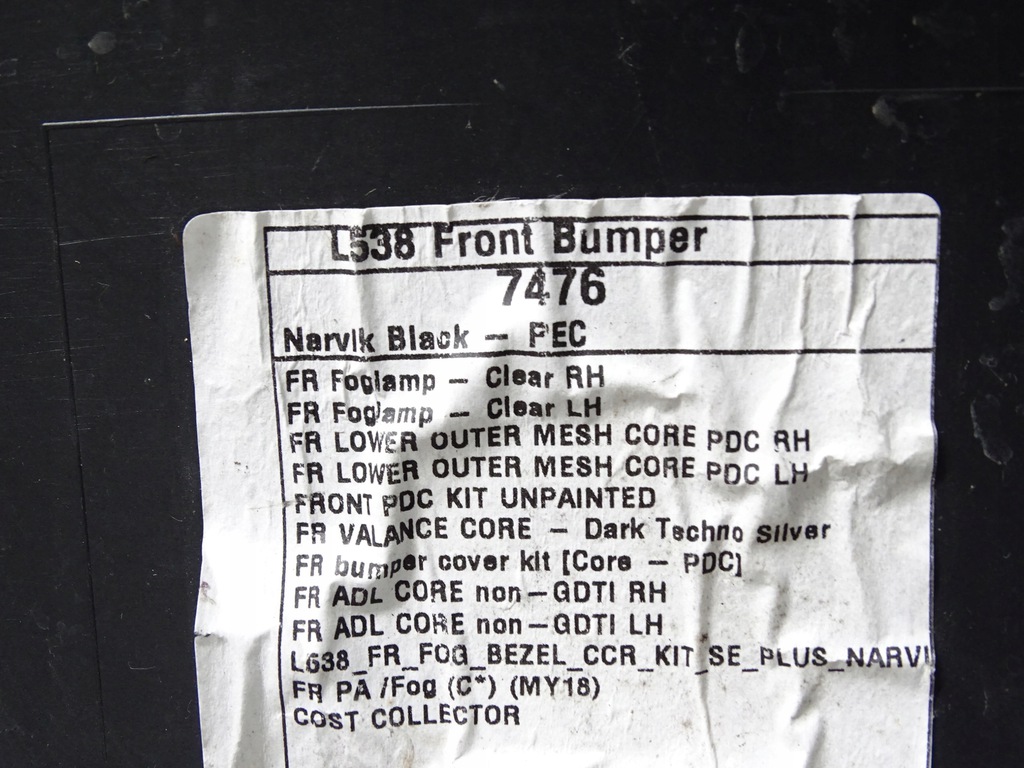 L538 Front Bumper
7476
Narvik Black - PEC
FR Foglamp - Clear RH
FR Foglamp - Clear LH
FR LOWER OUTER MESH CORE PDC RH
FR LOWER OUTER MESH CORE PDC LH
FRONT PDC KIT UNPAINTED
FR VALANCE CORE - Dark Techno Silver
FR bumper cover kit [Core - PDC]
FR ADL CORE non-GDTI RH
FR ADL CORE non-GDTI LH
L538_FR_FOG_BEZEL_CCR_KIT_SE_PLUS_NARVI
FR PA /Fog (C*) (MY18)
COST COLLECTOR